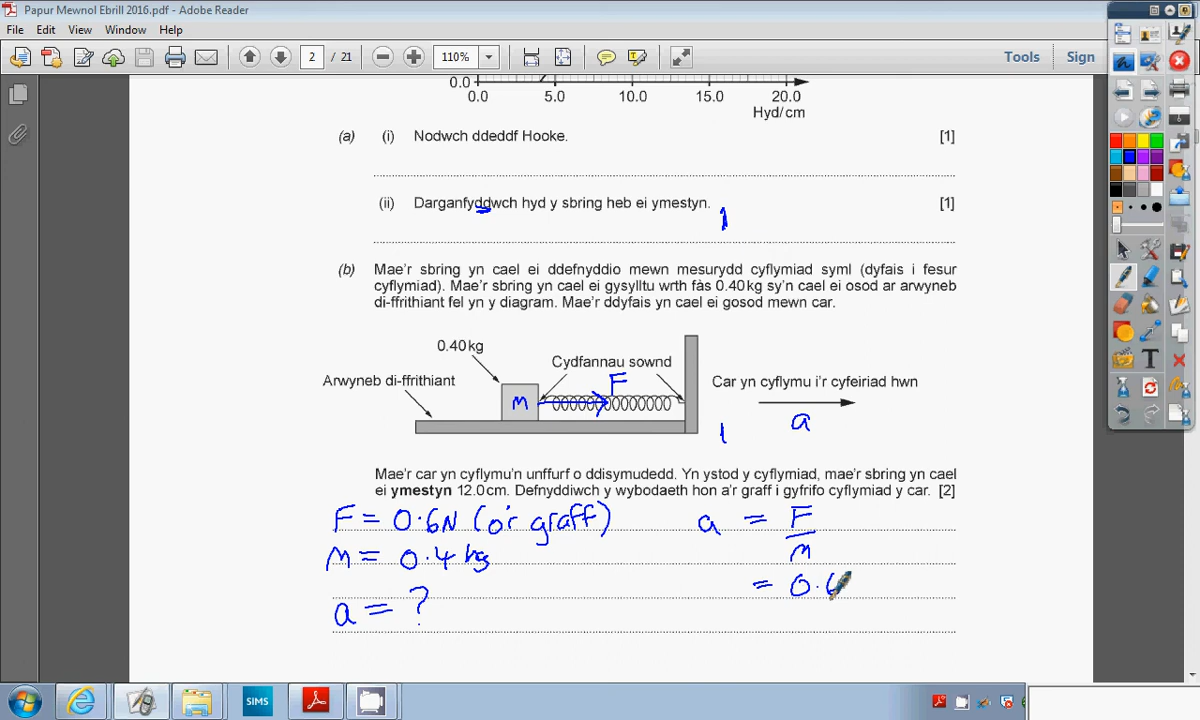 Papur Mewnol Ebrill 2016.pdf - Adobe Reader
File Edit View Window Help
2 / 21 110% Tools Sign
0.0
0.0 5.0 10.0 15.0 20.0
Hyd/cm
(a) (i) Nodwch ddeddf Hooke. [1]
(ii) Darganfyddwch hyd y sbring heb ei ymestyn. [1]
1
(b) Mae'r sbring yn cael ei ddefnyddio mewn mesurydd cyflymiad syml (dyfais i fesur
cyflymiad). Mae'r sbring yn cael ei gysylltu wrth fàs 0.40 kg sy'n cael ei osod ar arwyneb
di-ffrithiant fel yn y diagram. Mae'r ddyfais yn cael ei gosod mewn car.
0.40 kg
Cydfannau sownd
Arwyneb di-ffrithiant
F
Car yn cyflymu i'r cyfeiriad hwn
M
a
1
Mae'r car yn cyflymu'n unffurf o ddisymudedd. Yn ystod y cyflymiad, mae'r sbring yn cael
ei ymestyn 12.0 cm. Defnyddiwch y wybodaeth hon a'r graff i gyfrifo cyflymiad y car. [2]
F = 0.6N (o'r graff) a = F
M = 0.4 kg M
= 0.6
a = ?
T
SIMS